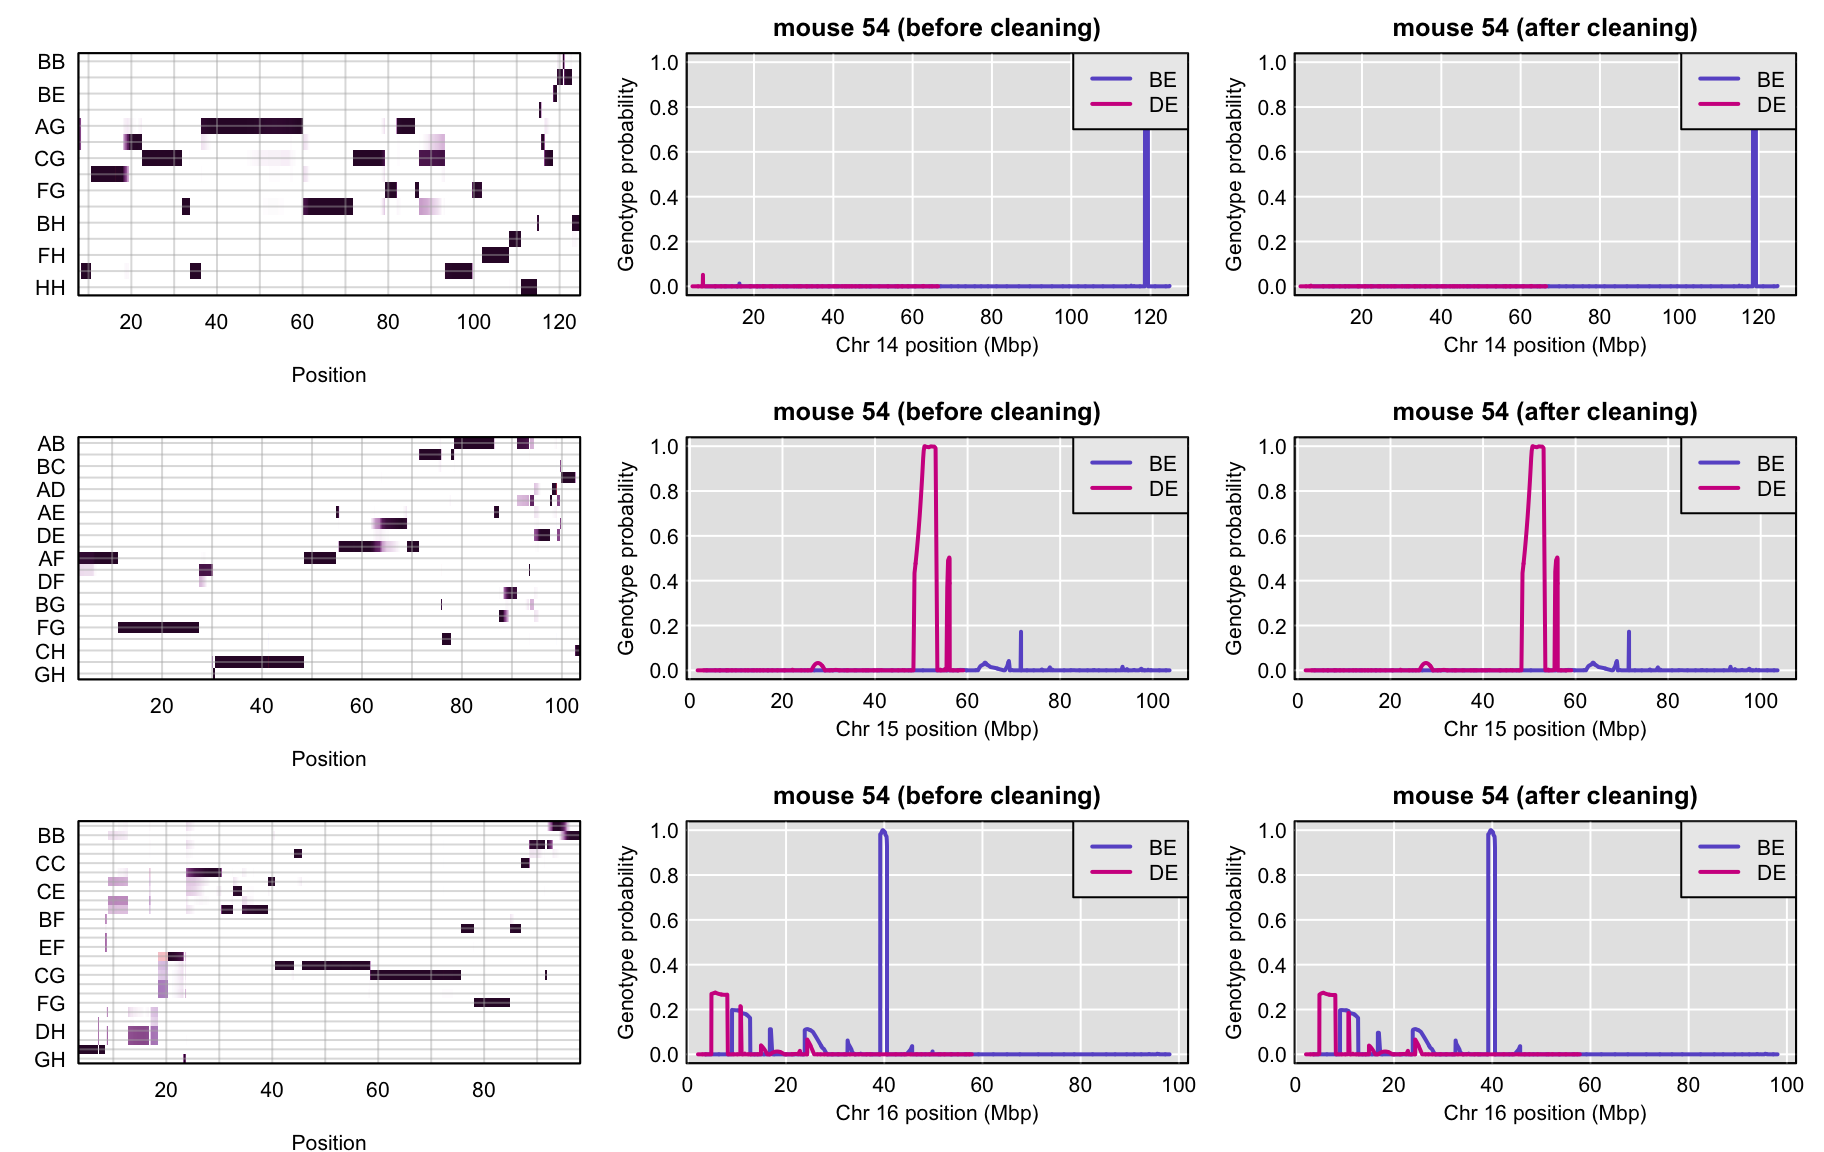 BB
BE
AG
CG
FG
BH
FH
HH
20 40 60 80 100 120
Position
mouse 54 (before cleaning)
Genotype probability
1.0
0.8
0.6
0.4
0.2
0.0
BE
DE
20 40 60 80 100 120
Chr 14 position (Mbp)
mouse 54 (after cleaning)
Genotype probability
1.0
0.8
0.6
0.4
0.2
0.0
BE
DE
20 40 60 80 100 120
Chr 14 position (Mbp)
AB
BC
AD
AE
DE
AF
DF
BG
FG
CH
GH
20 40 60 80 100
Position
mouse 54 (before cleaning)
Genotype probability
1.0
0.8
0.6
0.4
0.2
0.0
BE
DE
0 20 40 60 80 100
Chr 15 position (Mbp)
mouse 54 (after cleaning)
Genotype probability
1.0
0.8
0.6
0.4
0.2
0.0
BE
DE
0 20 40 60 80 100
Chr 15 position (Mbp)
BB
CC
CE
BF
EF
CG
FG
DH
GH
20 40 60 80
Position
mouse 54 (before cleaning)
Genotype probability
1.0
0.8
0.6
0.4
0.2
0.0
BE
DE
0 20 40 60 80 100
Chr 16 position (Mbp)
mouse 54 (after cleaning)
Genotype probability
1.0
0.8
0.6
0.4
0.2
0.0
BE
DE
0 20 40 60 80 100
Chr 16 position (Mbp)